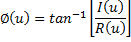 Ø(u) = tan⁻¹ [I(u)/R(u)]